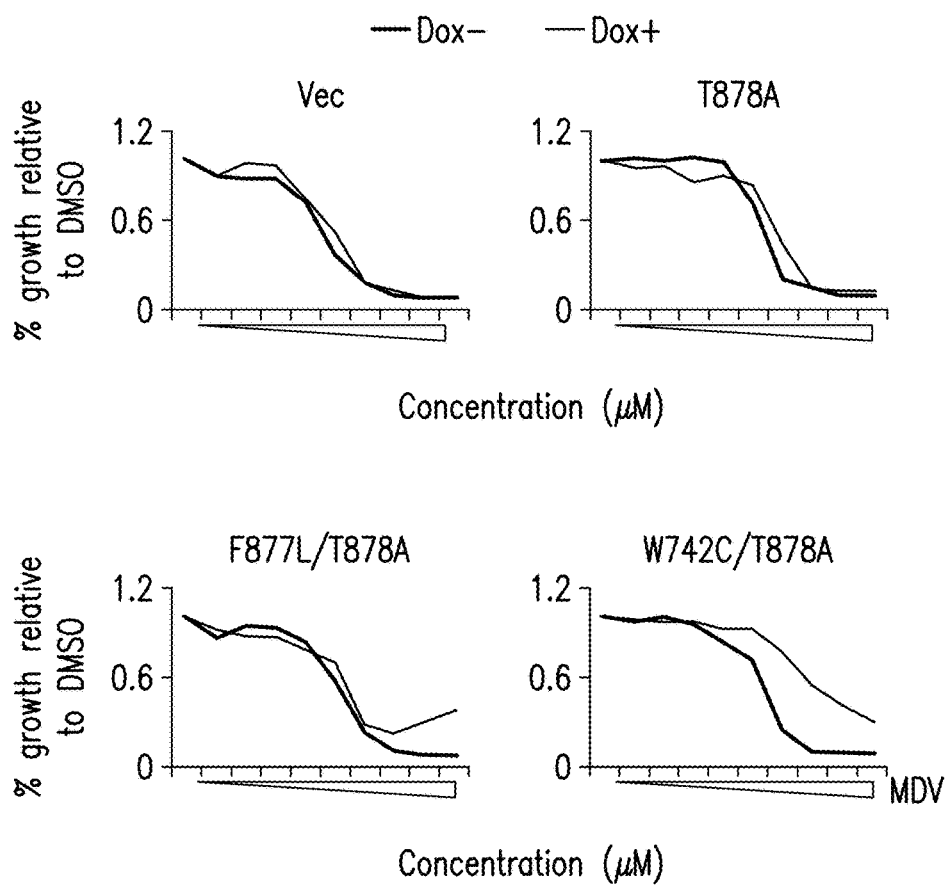 Dox− Dox+
Vec
% growth relative
to DMSO
1.2
0.6
0
T878A
1.2
0.6
0
Concentration (μM)
F877L/T878A
% growth relative
to DMSO
1.2
0.6
0
W742C/T878A
1.2
0.6
0
MDV
Concentration (μM)